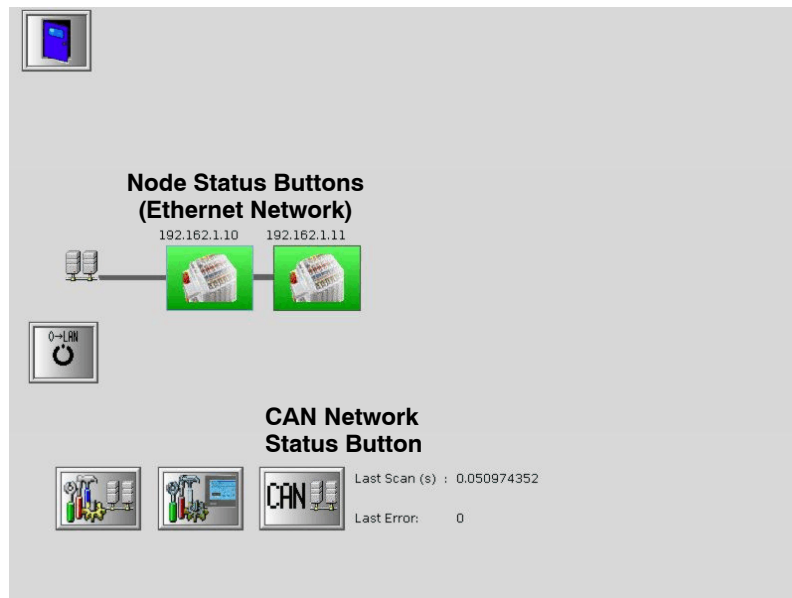 Node Status Buttons
(Ethernet Network)
192.162.1.10 192.162.1.11
0→LAN
CAN Network
Status Button
CAN
Last Scan (s) : 0.050974352
Last Error: 0